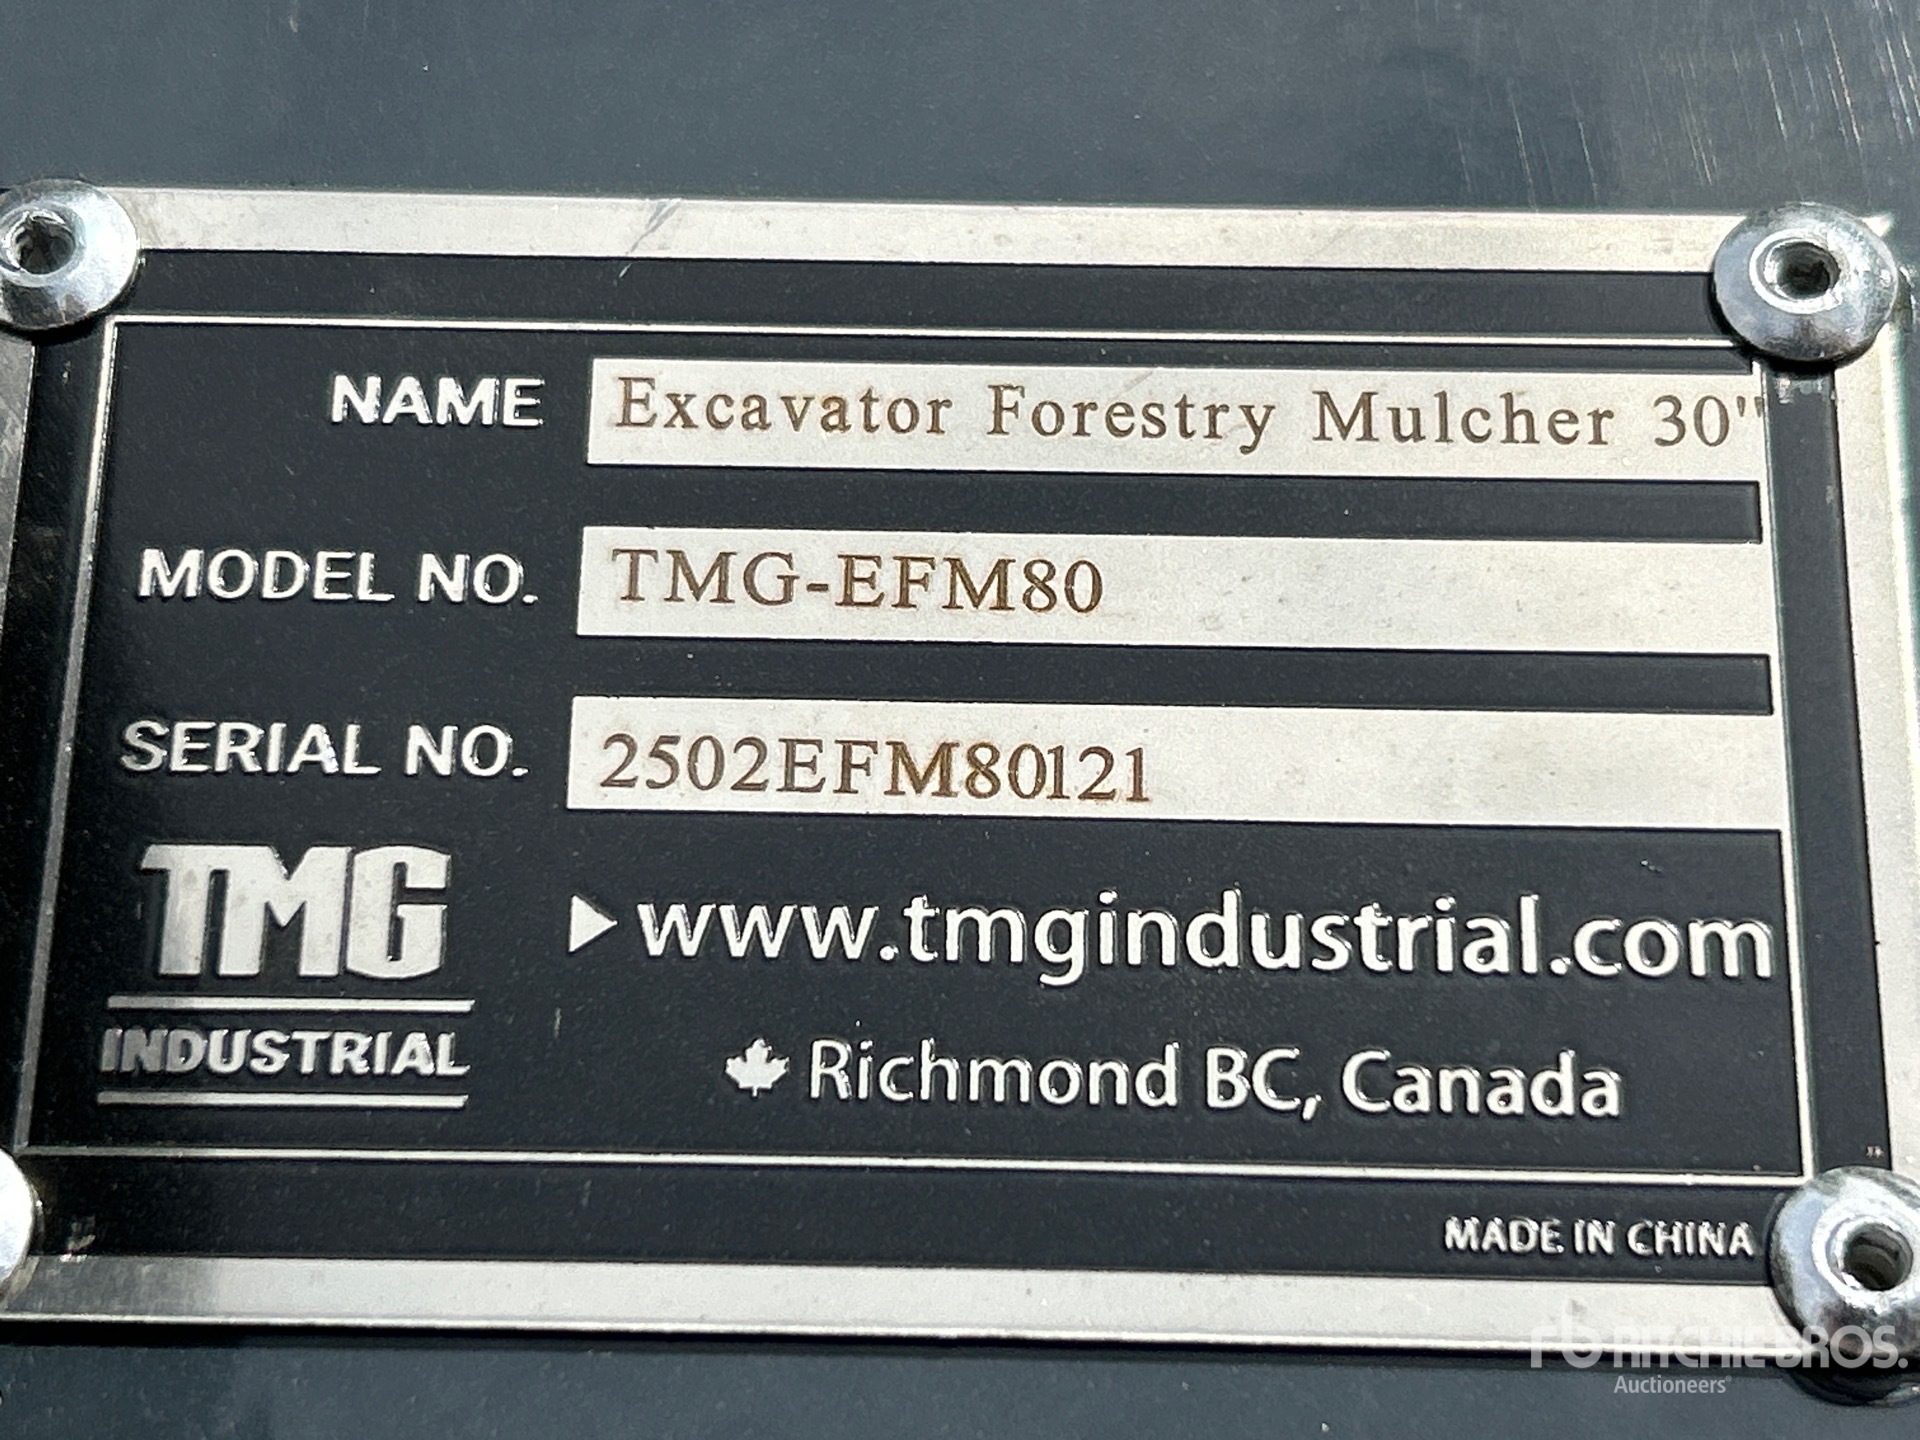 NAME Excavator Forestry Mulcher 30"
MODEL NO. TMG-EFM80
SERIAL NO. 2502EFM80121
TMG
INDUSTRIAL
www.tmgindustrial.com
Richmond BC, Canada
MADE IN CHINA
rb RITCHIE BROS.
Auctioneers